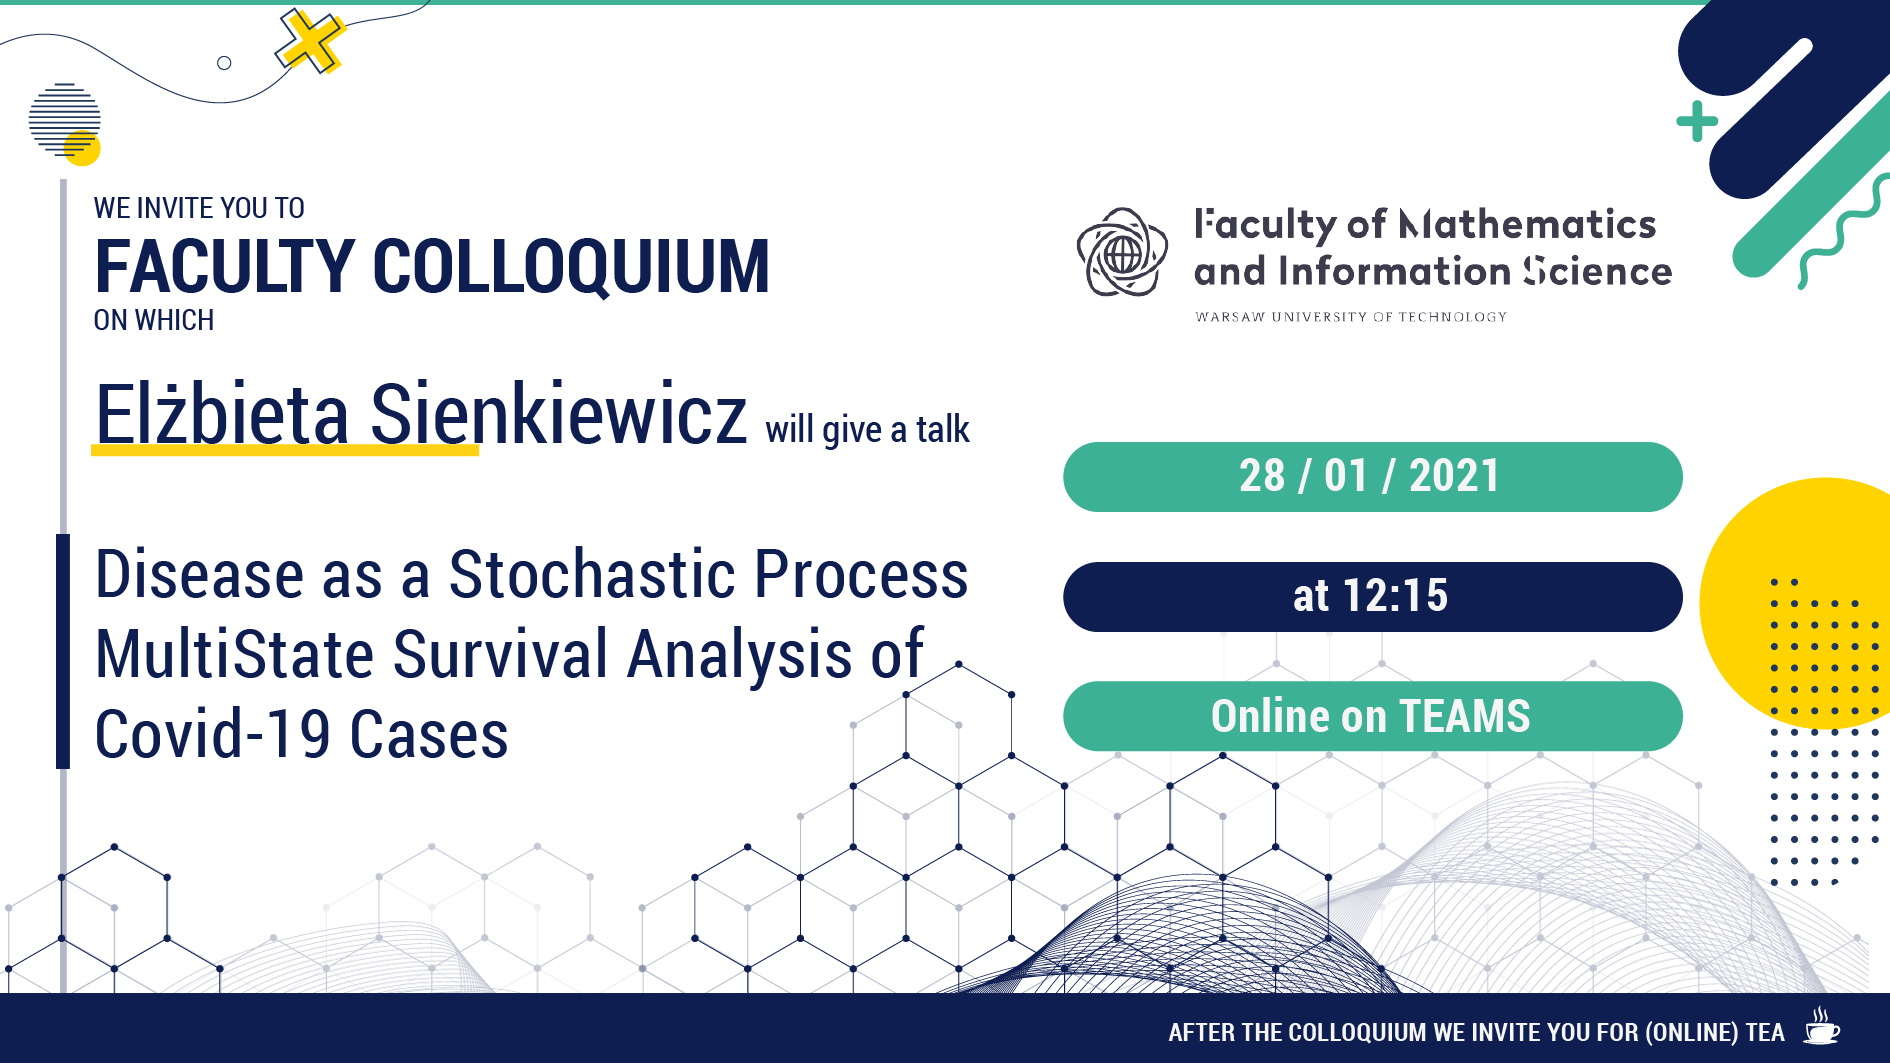 WE INVITE YOU TO
FACULTY COLLOQUIUM
ON WHICH
Elżbieta Sienkiewicz will give a talk
Disease as a Stochastic Process
MultiState Survival Analysis of
Covid-19 Cases
Faculty of Mathematics
and Information Science
WARSAW UNIVERSITY OF TECHNOLOGY
28 / 01 / 2021
at 12:15
Online on TEAMS
AFTER THE COLLOQUIUM WE INVITE YOU FOR (ONLINE) TEA